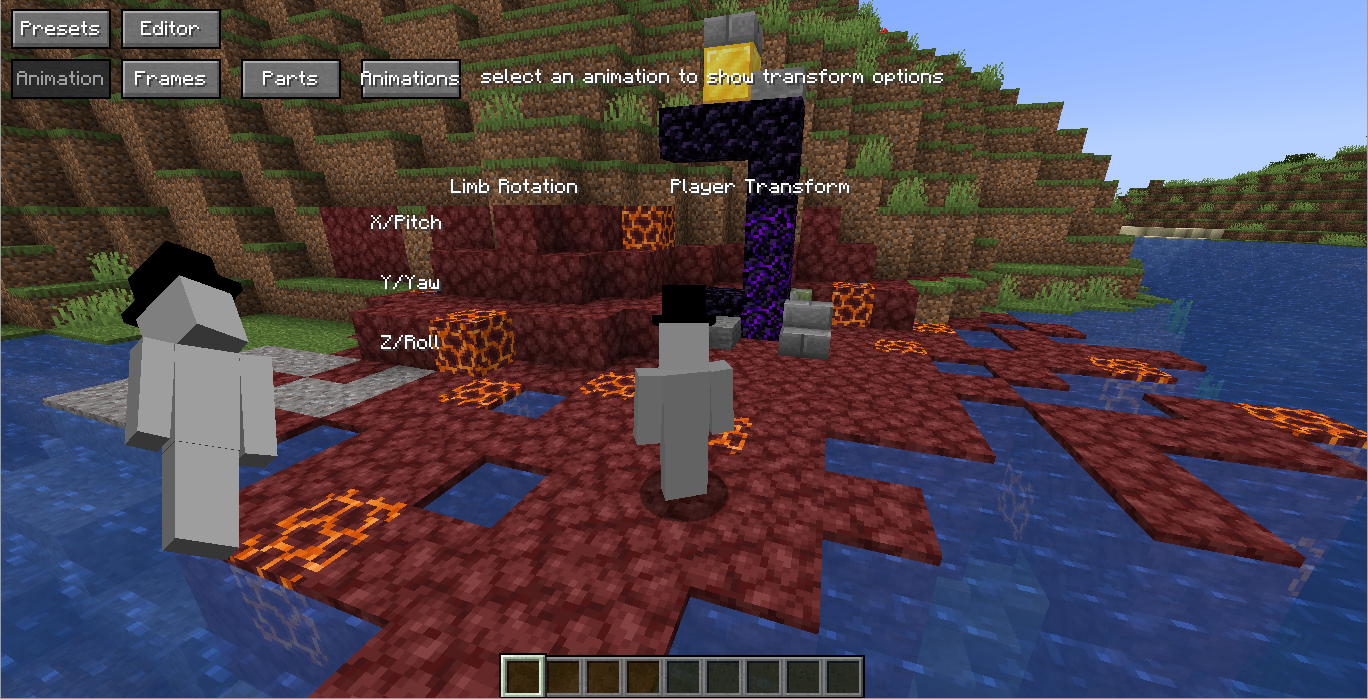 Presets Editor
Animation Frames Parts Animations select an animation to show transform options
Limb Rotation Player Transform
X/Pitch
Y/Yaw
Z/Roll